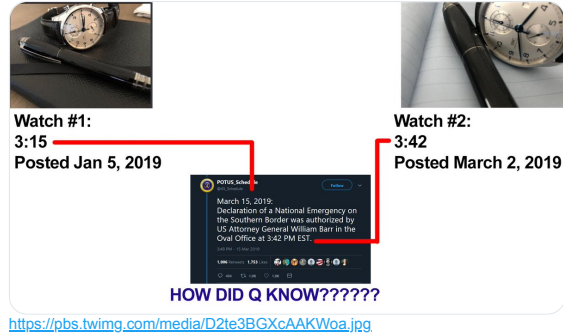 Watch #1:
3:15
Posted Jan 5, 2019
Watch #2:
3:42
Posted March 2, 2019
POTUS_Schedule
Follow
March 15, 2019:
Declaration of a National Emergency on
the Southern Border was authorized by
US Attorney General William Barr in the
Oval Office at 3:42 PM EST.
HOW DID Q KNOW??????
https://pbs.twimg.com/media/D2te3BGXcAAKWoa.jpg